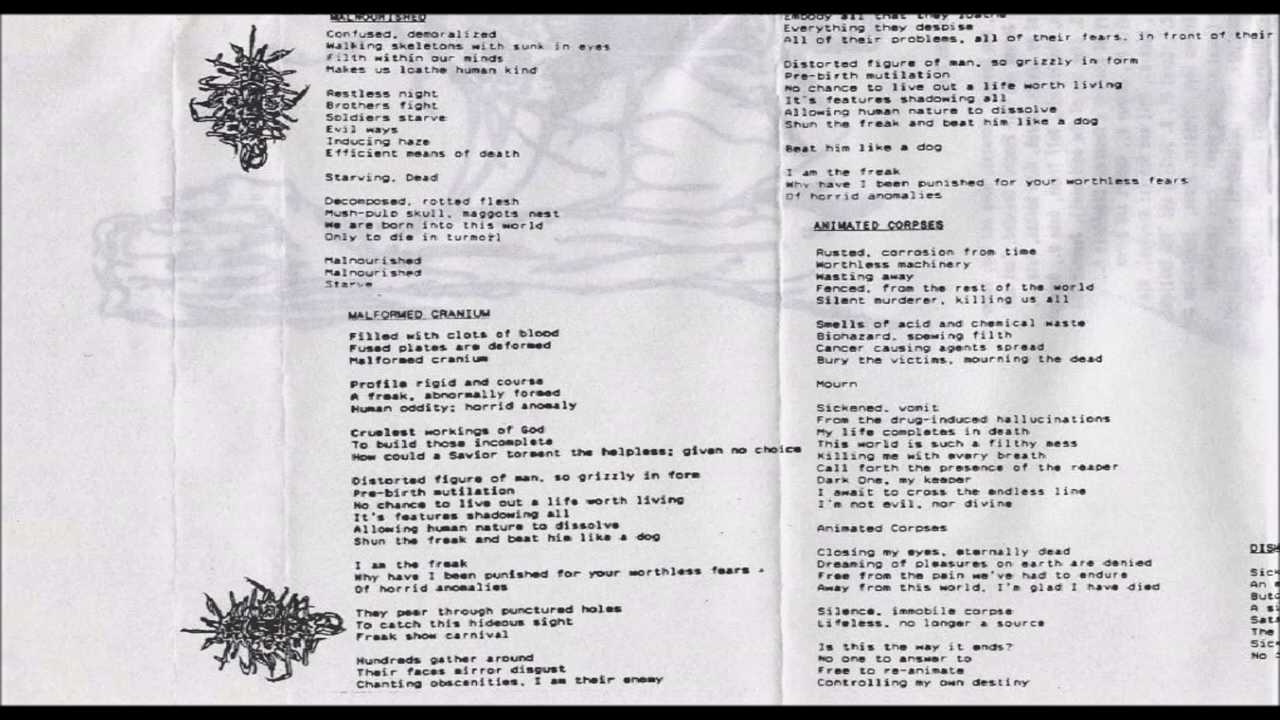 MALNOURISHED
Confused, demoralized
Walking skeletons with sunk in eyes
Filth within our minds
Makes us loathe human kind
Restless night
Brothers fight
Soldiers starve
Evil ways
Inducing haze
Efficient means of death
Starving, Dead
Decomposed, rotted flesh
Mush-pulp skull, maggots nest
We are born into this world
Only to die in turmoil
Malnourished
Malnourished
Starve
MALFORMED CRANIUM
Filled with clots of blood
Fused plates are deformed
Malformed cranium
Profile rigid and course
A freak, abnormally formed
Human oddity; horrid anomaly
Cruelest workings of God
To build those incomplete
How could a Savior torment the helpless; given no choice
Distorted figure of man, so grizzly in form
Pre-birth mutilation
No chance to live out a life worth living
It's features shadowing all
Allowing human nature to dissolve
Shun the freak and beat him like a dog
I am the freak
Why have I been punished for your worthless fears
Of horrid anomalies
They peer through punctured holes
To catch this hideous sight
Freak show carnival
Hundreds gather around
Their faces mirror disgust
Chanting obscenities, I am their enemy
Embody all that they loathe
Everything they despise
All of their problems, all of their fears, in front of their
Distorted figure of man, so grizzly in form
Pre-birth mutilation
No chance to live out a life worth living
It's features shadowing all
Allowing human nature to dissolve
Shun the freak and beat him like a dog
Beat him like a dog
I am the freak
Why have I been punished for your worthless fears
Of horrid anomalies
ANIMATED CORPSES
Rusted, corrosion from time
Worthless machinery
Wasting away
Fenced, from the rest of the world
Silent murderer, killing us all
Smells of acid and chemical waste
Biohazard, spewing filth
Cancer causing agents spread
Bury the victims, mourning the dead
Mourn
Sickened, vomit
From the drug-induced hallucinations
My life completes in death
This world is such a filthy mess
Killing me with every breath
Call forth the presence of the reaper
Dark One, my keeper
I await to cross the endless line
I'm not evil, nor divine
Animated Corpses
Closing my eyes, eternally dead
Dreaming of pleasures on earth are denied
Free from the pain we've had to endure
Away from this world, I'm glad I have died
Silence, immobile corpse
Lifeless, no longer a source
Is this the way it ends?
No one to answer to
Free to re-animate
Controlling my own destiny
An
The